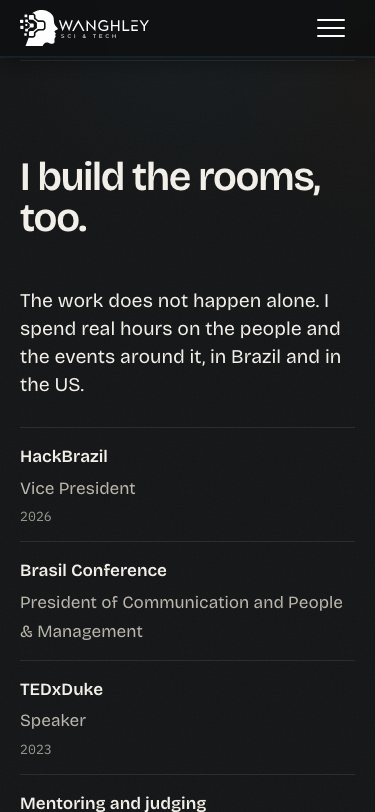 WANGHLEY
SCI & TECH
I build the rooms,
too.
The work does not happen alone. I
spend real hours on the people and
the events around it, in Brazil and in
the US.
HackBrazil
Vice President
2026
Brasil Conference
President of Communication and People
& Management
TEDxDuke
Speaker
2023
Mentoring and judging